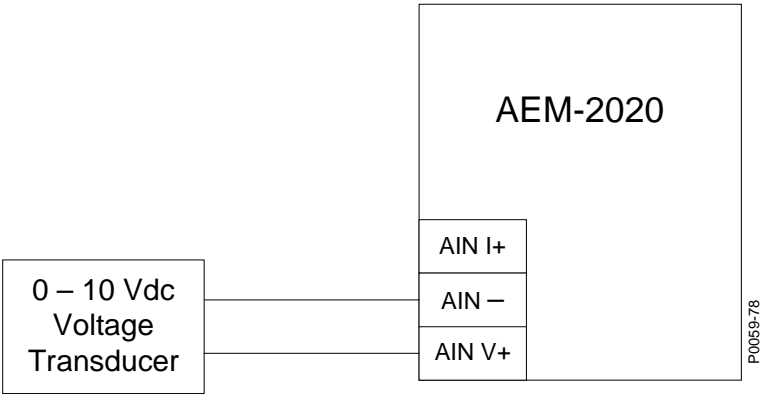 AEM-2020
AIN I+
AIN –
AIN V+
0 – 10 Vdc
Voltage
Transducer
P0059-78